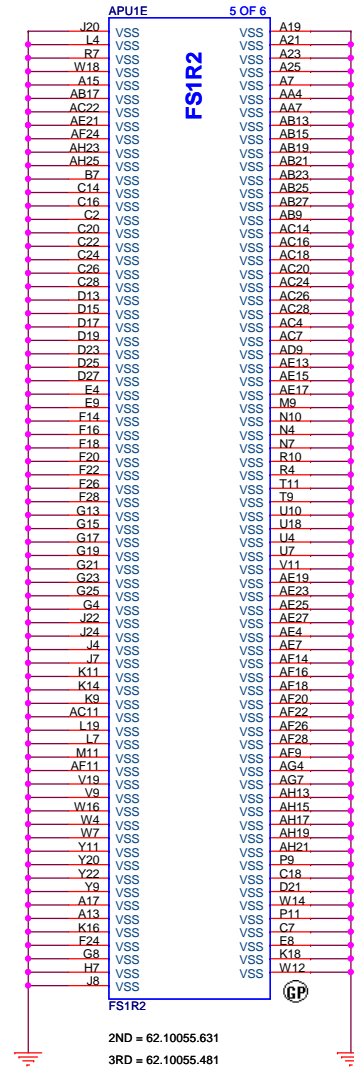 APU1E 5 OF 6
FS1R2
J20 VSS VSS A19
L4 VSS VSS A21
R7 VSS VSS A23
W18 VSS VSS A25
A15 VSS VSS A7
AB17 VSS VSS AA4
AC22 VSS VSS AA7
AE21 VSS VSS AB13
AF24 VSS VSS AB15
AH23 VSS VSS AB19
AH25 VSS VSS AB21
B7 VSS VSS AB23
C14 VSS VSS AB25
C16 VSS VSS AB27
C2 VSS VSS AB9
C20 VSS VSS AC14
C22 VSS VSS AC16
C24 VSS VSS AC18
C26 VSS VSS AC20
C28 VSS VSS AC24
D13 VSS VSS AC26
D15 VSS VSS AC28
D17 VSS VSS AC4
D19 VSS VSS AC7
D23 VSS VSS AD9
D25 VSS VSS AE13
D27 VSS VSS AE15
E4 VSS VSS AE17
E9 VSS VSS M9
F14 VSS VSS N10
F16 VSS VSS N4
F18 VSS VSS N7
F20 VSS VSS R10
F22 VSS VSS R4
F26 VSS VSS T11
F28 VSS VSS T9
G13 VSS VSS U10
G15 VSS VSS U18
G17 VSS VSS U4
G19 VSS VSS U7
G21 VSS VSS V11
G23 VSS VSS AE19
G25 VSS VSS AE23
G4 VSS VSS AE25
J22 VSS VSS AE27
J24 VSS VSS AE4
J4 VSS VSS AE7
J7 VSS VSS AF14
K11 VSS VSS AF16
K14 VSS VSS AF18
K9 VSS VSS AF20
AC11 VSS VSS AF22
L19 VSS VSS AF26
L7 VSS VSS AF28
M11 VSS VSS AF9
AF11 VSS VSS AG4
V19 VSS VSS AG7
V9 VSS VSS AH13
W16 VSS VSS AH15
W4 VSS VSS AH17
W7 VSS VSS AH19
Y11 VSS VSS AH21
Y20 VSS VSS P9
Y22 VSS VSS C18
Y9 VSS VSS D21
A17 VSS VSS W14
A13 VSS VSS P11
K16 VSS VSS C7
F24 VSS VSS E8
G8 VSS VSS K18
H7 VSS VSS W12
J8 VSS
GP
FS1R2
2ND = 62.10055.631
3RD = 62.10055.481